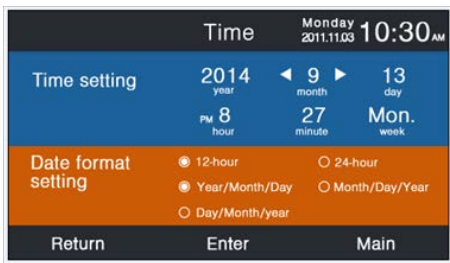 Time Monday 2011.11.03 10:30 AM
Time setting
2014 9 13
year month day
PM 8 27 Mon.
hour minute week
Date format setting
12-hour 24-hour
Year/Month/Day Month/Day/Year
Day/Month/year
Return Enter Main